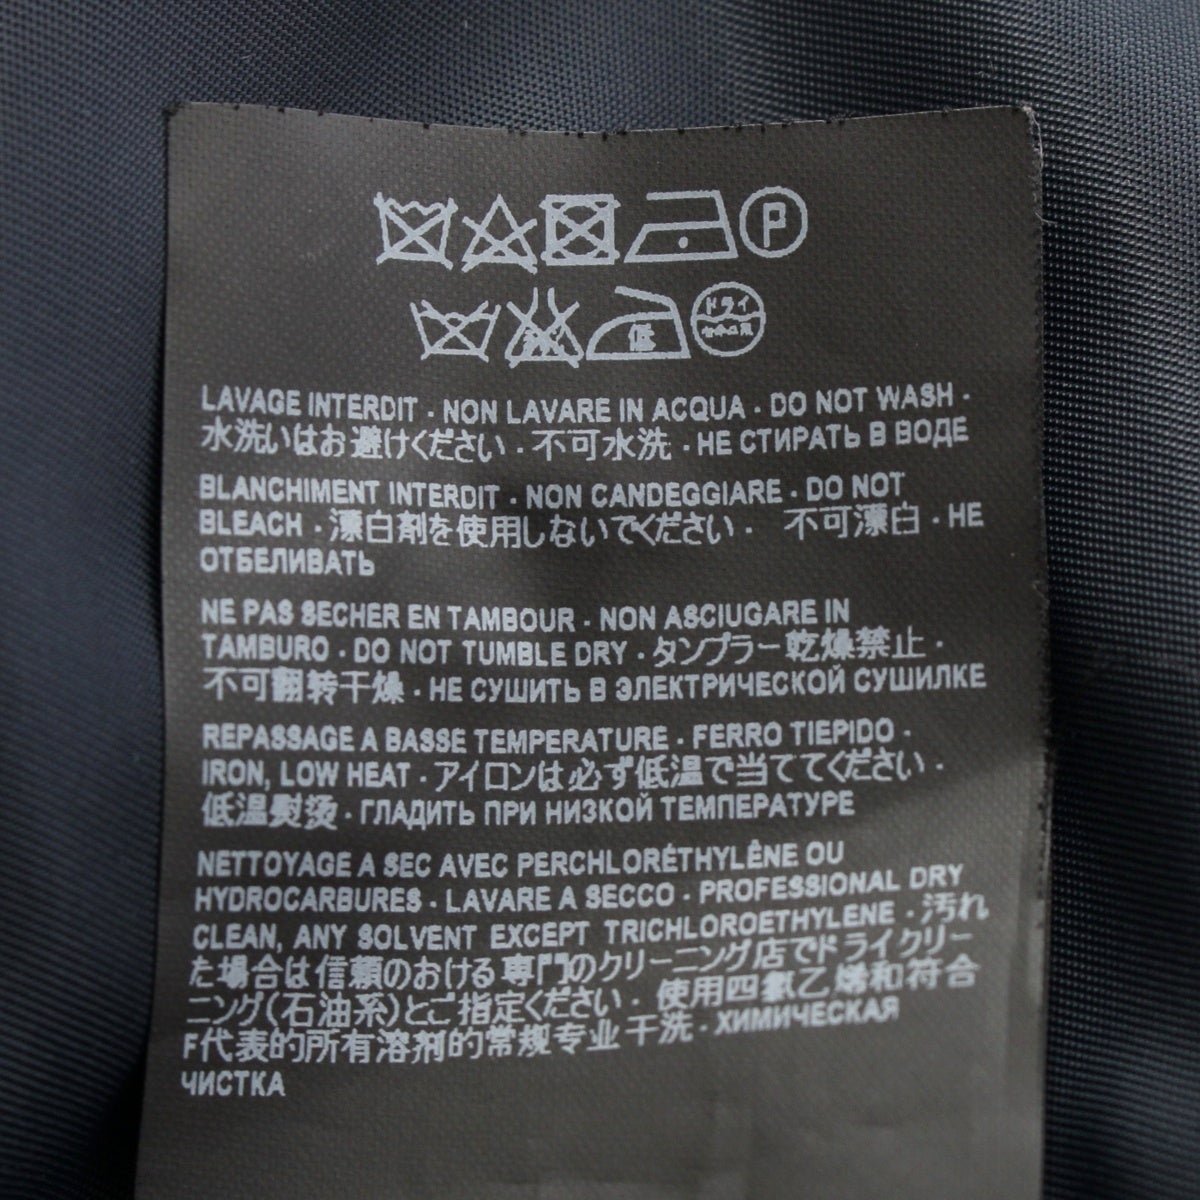 P
ドライ
低
LAVAGE INTERDIT · NON LAVARE IN ACQUA · DO NOT WASH ·
水洗いはお避けください · 不可水洗 · НЕ СТИРАТЬ В ВОДЕ
BLANCHIMENT INTERDIT · NON CANDEGGIARE · DO NOT
BLEACH · 漂白剤を使用しないでください · 不可漂白 · НЕ
ОТБЕЛИВАТЬ
NE PAS SECHER EN TAMBOUR · NON ASCIUGARE IN
TAMBURO · DO NOT TUMBLE DRY · タンブラー乾燥禁止 ·
不可翻转干燥 · НЕ СУШИТЬ В ЭЛЕКТРИЧЕСКОЙ СУШИЛКЕ
REPASSAGE A BASSE TEMPERATURE · FERRO TIEPIDO ·
IRON, LOW HEAT · アイロンは必ず低温で当ててください ·
低温熨烫 · ГЛАДИТЬ ПРИ НИЗКОЙ ТЕМПЕРАТУРЕ
NETTOYAGE A SEC AVEC PERCHLORÉTHYLÈNE OU
HYDROCARBURES · LAVARE A SECCO · PROFESSIONAL DRY
CLEAN, ANY SOLVENT EXCEPT TRICHLOROETHYLENE · 汚れ
た場合は信頼のおける専門のクリーニング店でドライクリー
ニング(石油系)とご指定ください · 使用四氯乙烯和符合
F代表的所有溶剂的常规专业干洗 · ХИМИЧЕСКАЯ
ЧИСТКА